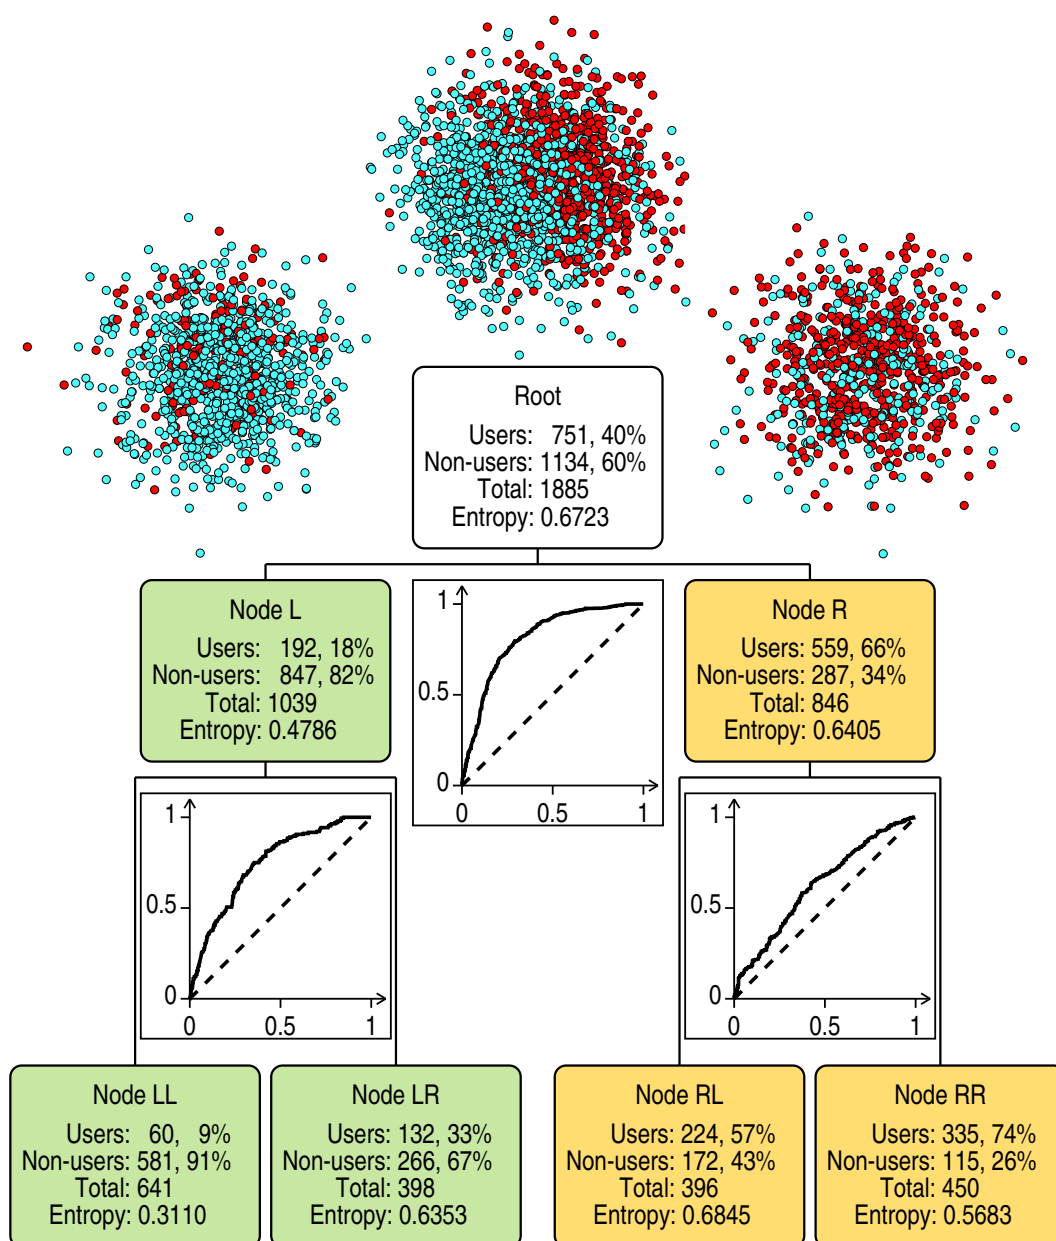 Root
Users: 751, 40%
Non-users: 1134, 60%
Total: 1885
Entropy: 0.6723
Node L
Users: 192, 18%
Non-users: 847, 82%
Total: 1039
Entropy: 0.4786
1
0.5
0
0 0.5 1
Node R
Users: 559, 66%
Non-users: 287, 34%
Total: 846
Entropy: 0.6405
1
0.5
0
0 0.5 1
1
0.5
0
0 0.5 1
Node LL
Users: 60, 9%
Non-users: 581, 91%
Total: 641
Entropy: 0.3110
Node LR
Users: 132, 33%
Non-users: 266, 67%
Total: 398
Entropy: 0.6353
Node RL
Users: 224, 57%
Non-users: 172, 43%
Total: 396
Entropy: 0.6845
Node RR
Users: 335, 74%
Non-users: 115, 26%
Total: 450
Entropy: 0.5683